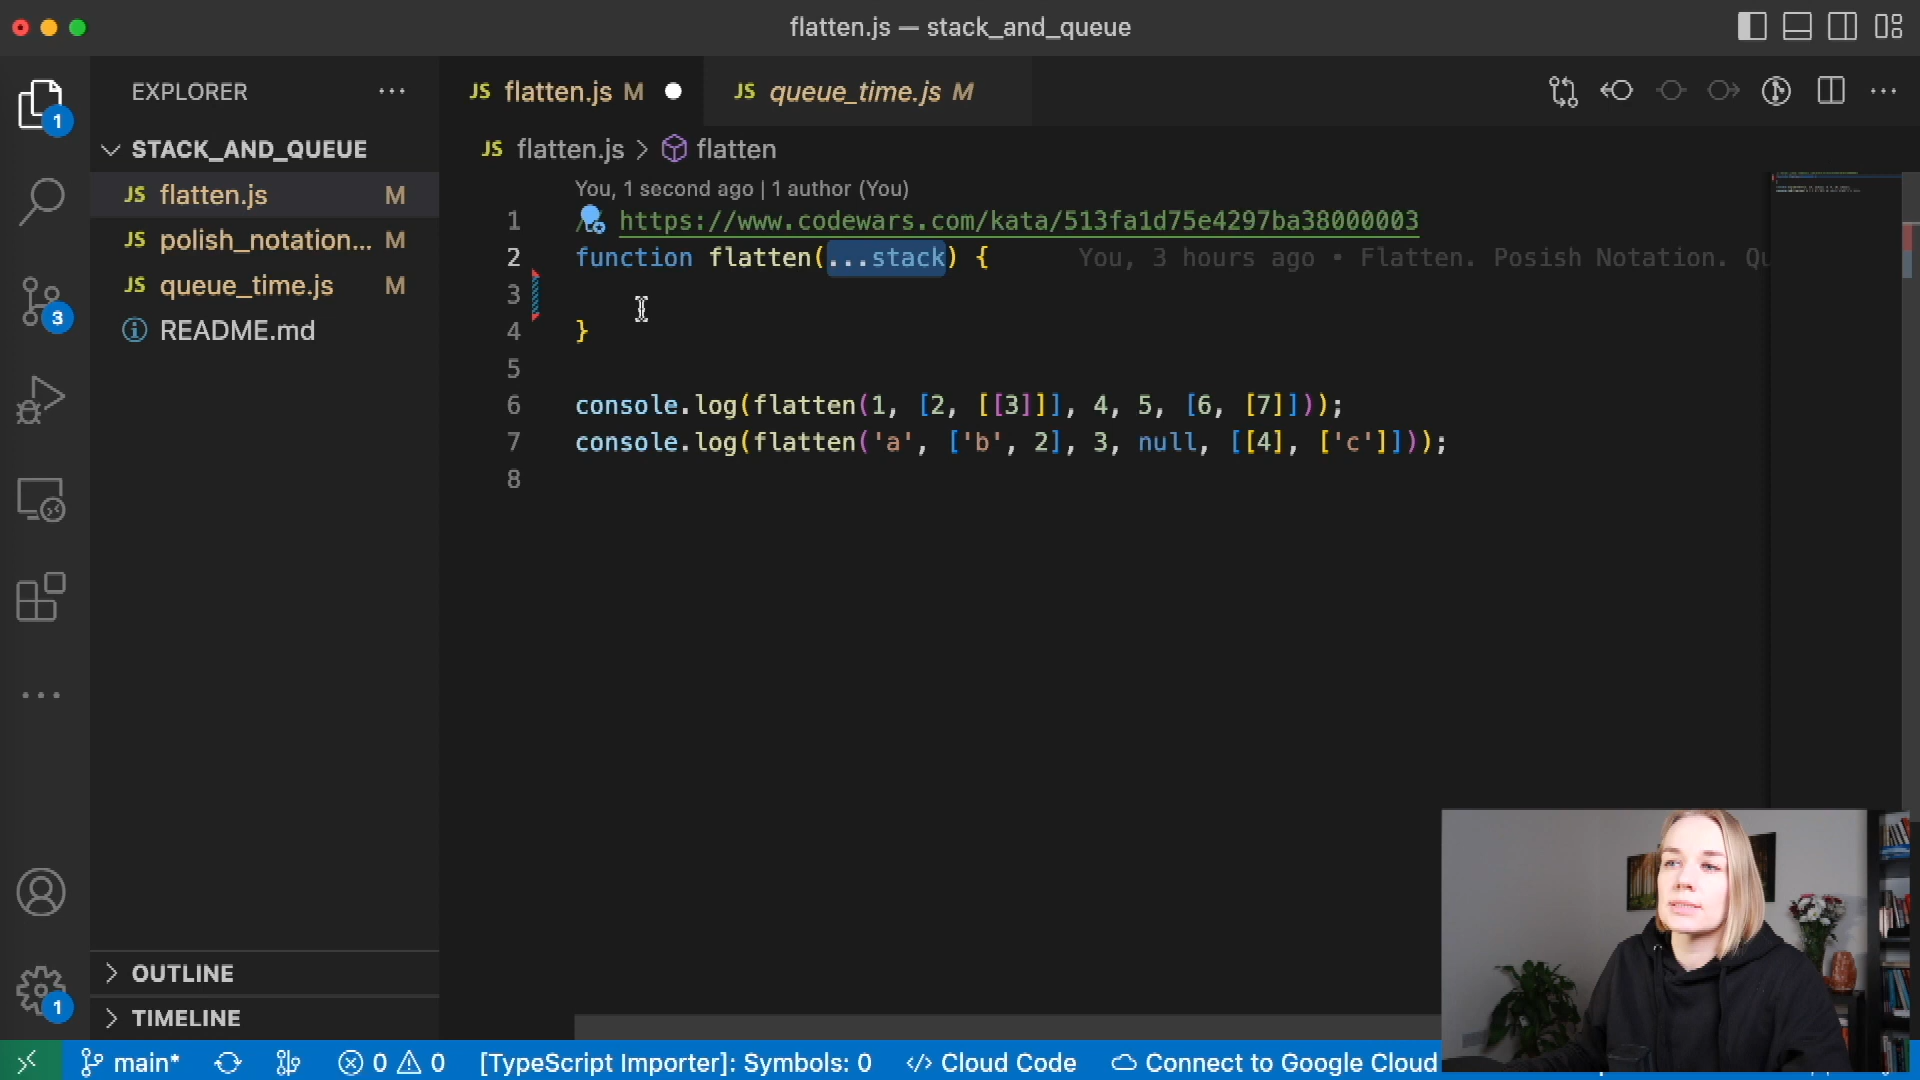 flatten.js — stack_and_queue
EXPLORER
1
STACK_AND_QUEUE
JS flatten.js M
JS polish_notation... M
JS queue_time.js M
README.md
3
1
OUTLINE
TIMELINE
JS flatten.js M
JS queue_time.js M
JS flatten.js > flatten
You, 1 second ago | 1 author (You)
1 https://www.codewars.com/kata/513fa1d75e4297ba38000003
2 function flatten(...stack) { You, 3 hours ago • Flatten. Posish Notation. Qu
3
4 }
5
6 console.log(flatten(1, [2, [[3]]], 4, 5, [6, [7]]));
7 console.log(flatten('a', ['b', 2], 3, null, [[4], ['c']]));
8
main* 0 0 [TypeScript Importer]: Symbols: 0 Cloud Code Connect to Google Cloud